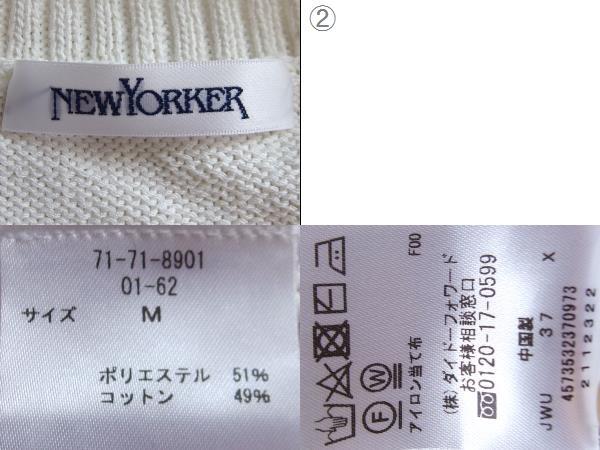 NEWYORKER
②
71-71-8901
01-62
サイズ M
ポリエステル 51%
コットン 49%
F00
アイロン当て布
(株)ダイドーフォワード
お客様相談窓口
0120-17-0599
中国製 X
37
JWU 4573532370973
2112322
F
W